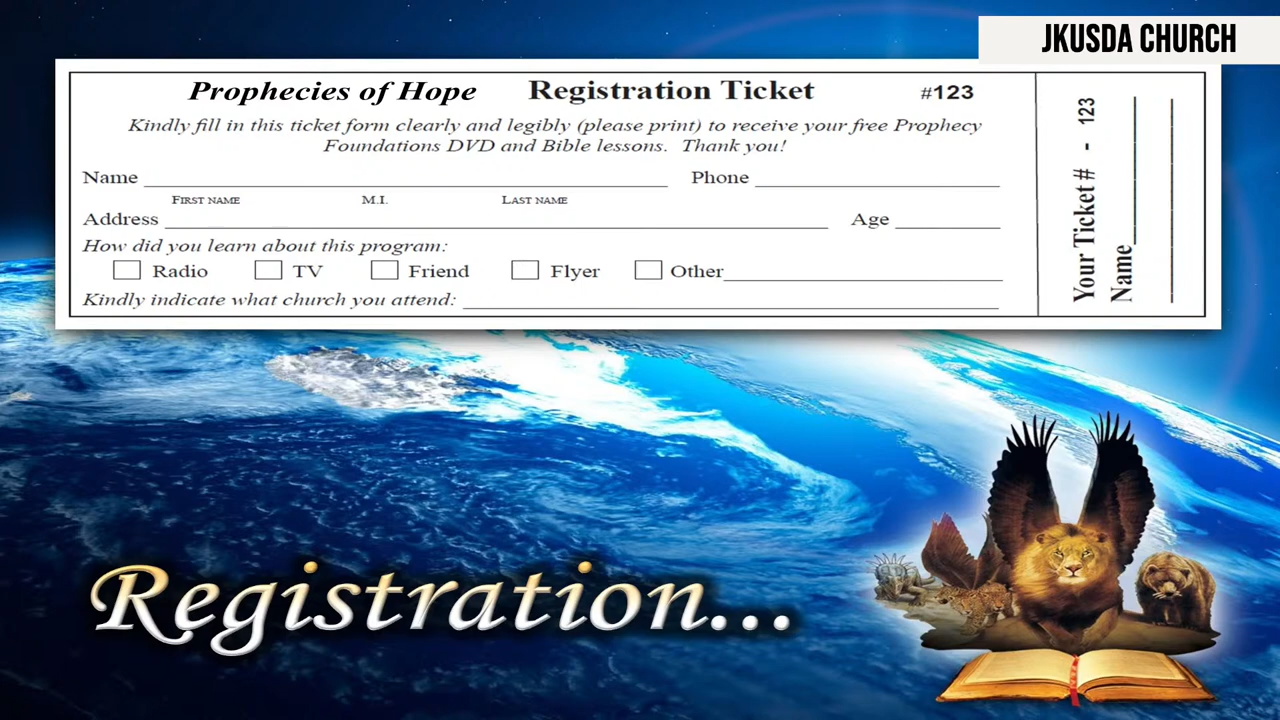 JKUSDA CHURCH
Prophecies of Hope Registration Ticket #123
Kindly fill in this ticket form clearly and legibly (please print) to receive your free Prophecy
Foundations DVD and Bible lessons. Thank you!
Name Phone
FIRST NAME M.I. LAST NAME
Address Age
How did you learn about this program:
Radio TV Friend Flyer Other
Kindly indicate what church you attend:
Your Ticket # - 123
Name
Registration...